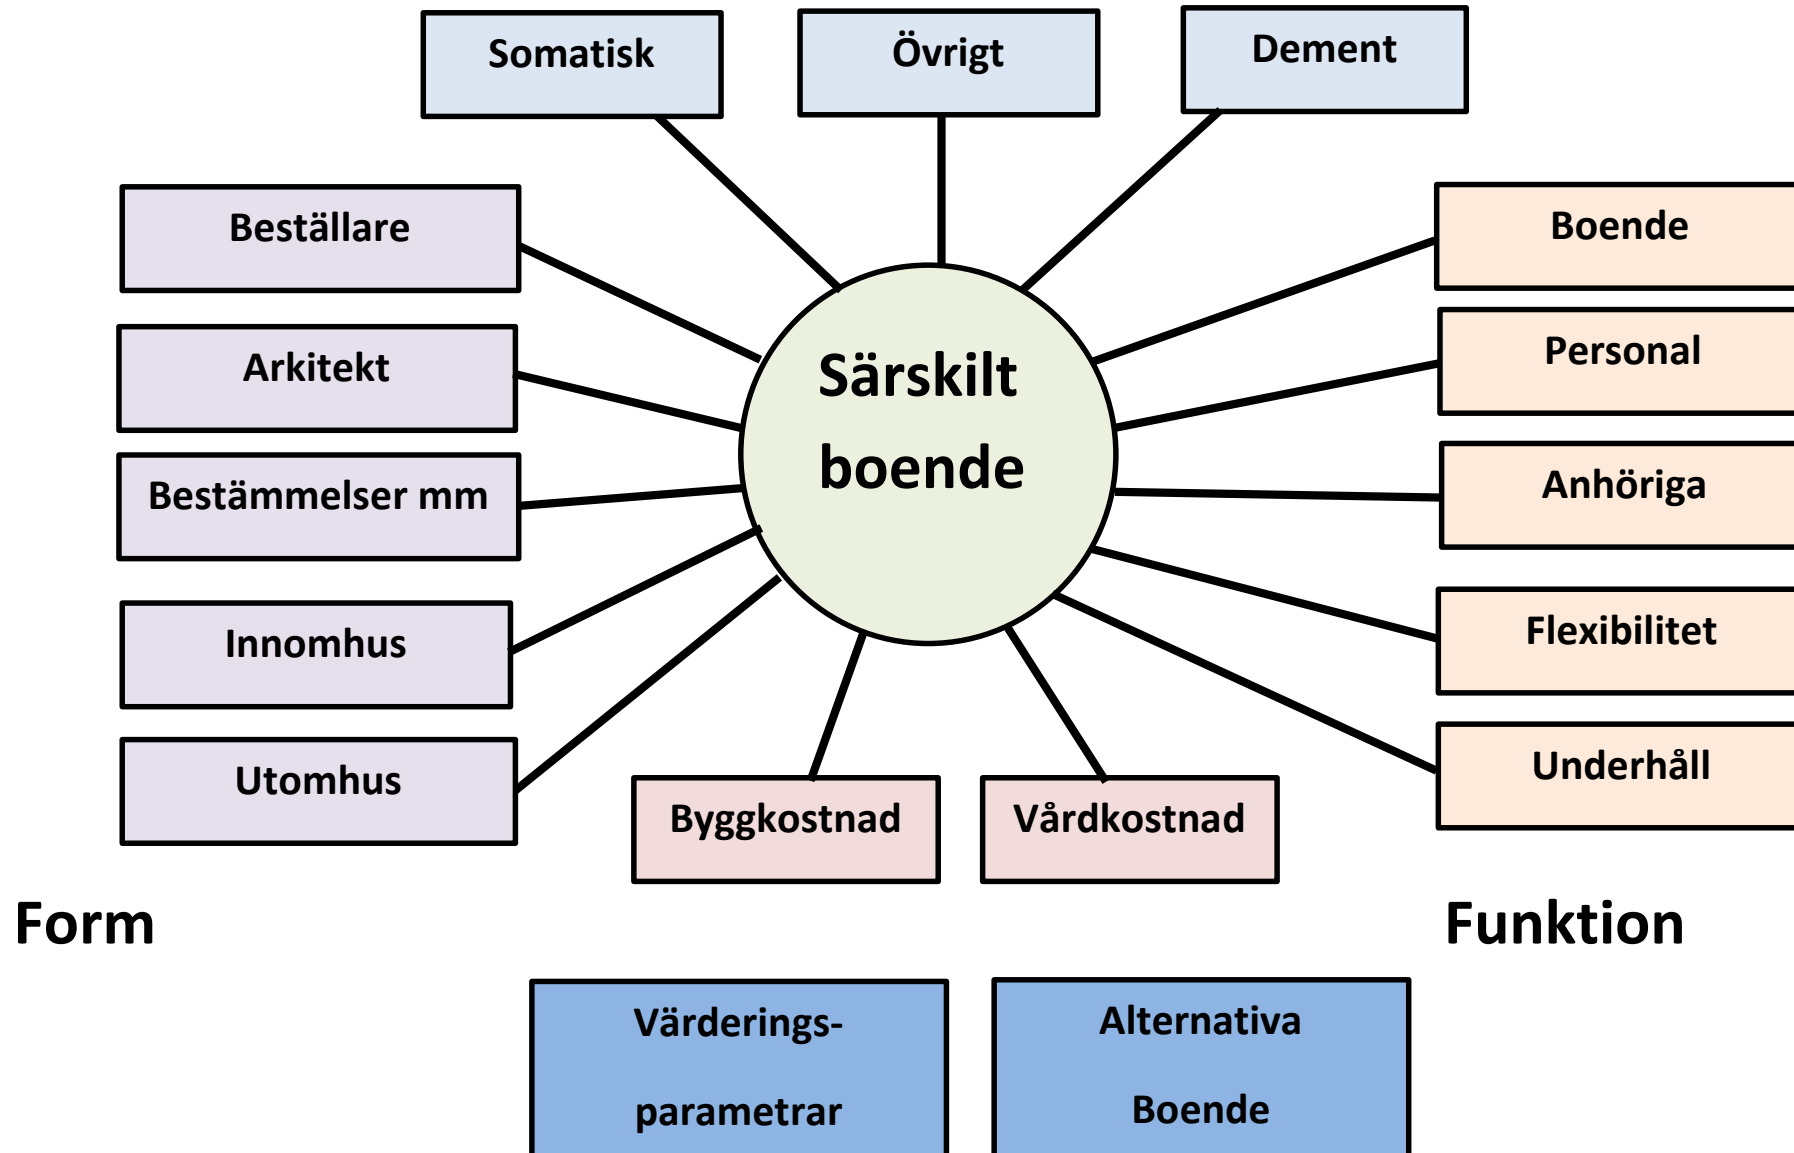 Somatisk
Övrigt
Dement
Beställare
Boende
Arkitekt
Personal
Särskilt
boende
Bestämmelser mm
Anhöriga
Innomhus
Flexibilitet
Utomhus
Underhåll
Byggkostnad
Vårdkostnad
Form
Funktion
Värderings-
parametrar
Alternativa
Boende